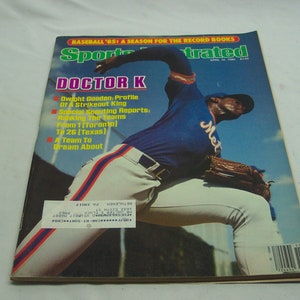 BASEBALL '85: A SEASON FOR THE RECORD BOOKS
Sports Illustrated
DOCTOR K
Dwight Gooden: Profile
Of A Strikeout King
Special Scouting Reports:
Ranking The Teams
From 1 (Toronto)
To 26 (Texas)
A Team To
Dream About
Mets